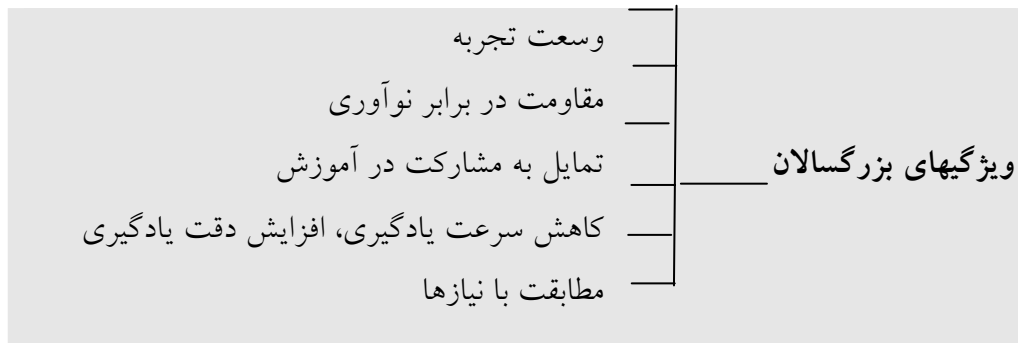 وسعت تجربه
مقاومت در برابر نوآوری
تمایل به مشارکت در آموزش
ویژگیهای بزرگسالان
کاهش سرعت یادگیری، افزایش دقت یادگیری
مطابقت با نیازها